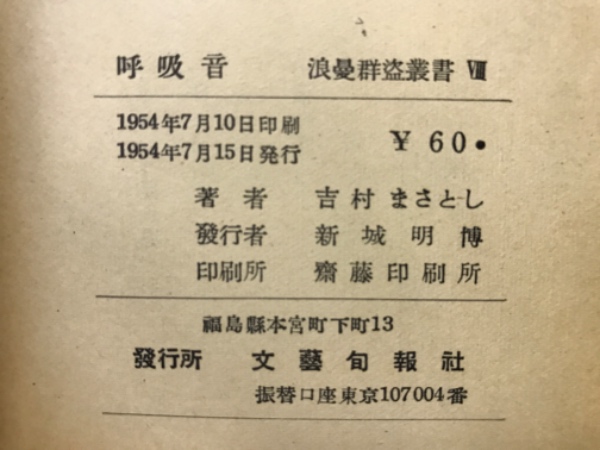 呼吸音 浪曼群盗叢書 Ⅷ
1954年7月10日印刷
1954年7月15日発行
¥ 60.
著者 吉村まさとし
發行者 新城明博
印刷所 齋藤印刷所
福島縣本宮町下町13
發行所 文藝旬報社
振替口座東京107004番